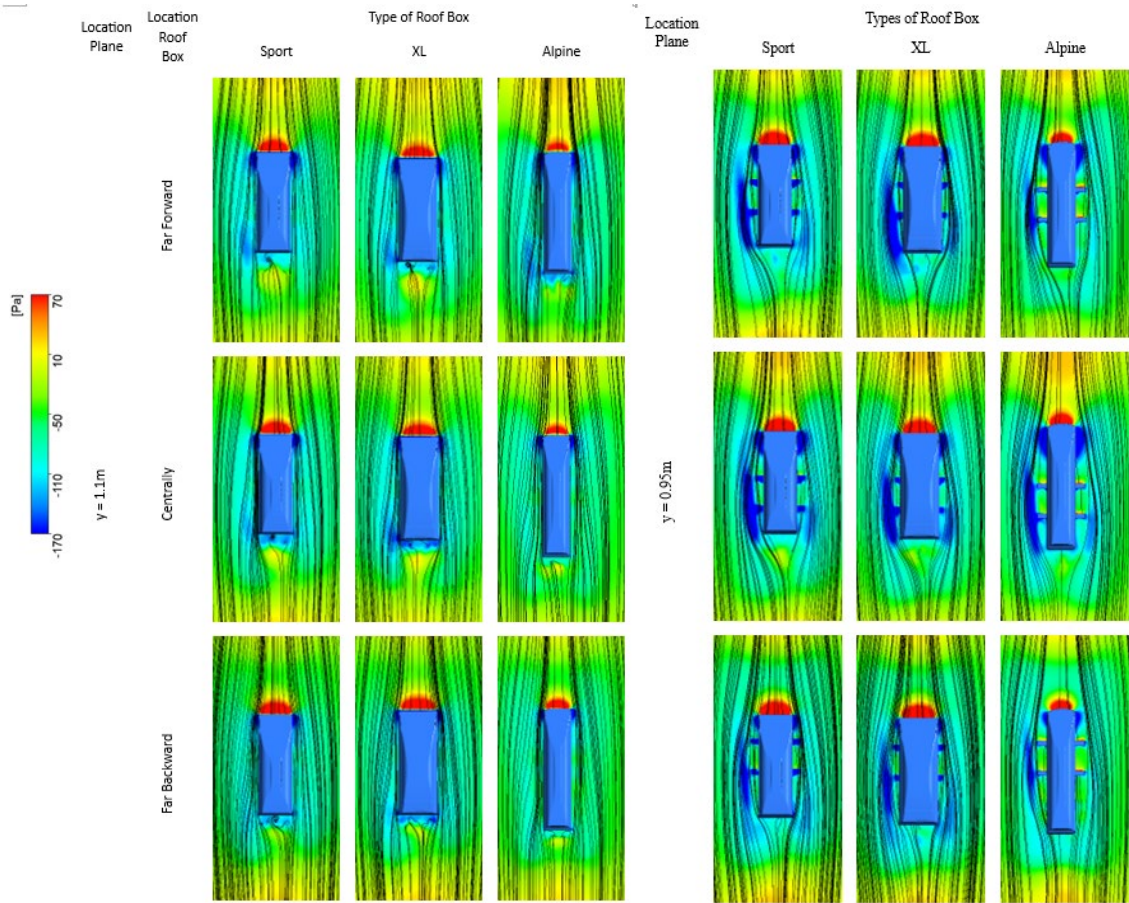 Location
Plane
Location
Roof
Box
Type of Roof Box
Sport
XL
Alpine
Far Forward
Centrally
Far Backward
y = 1.1m
[Pa]
70
10
-50
-110
-170
Location
Plane
Types of Roof Box
Sport
XL
Alpine
y = 0.95m